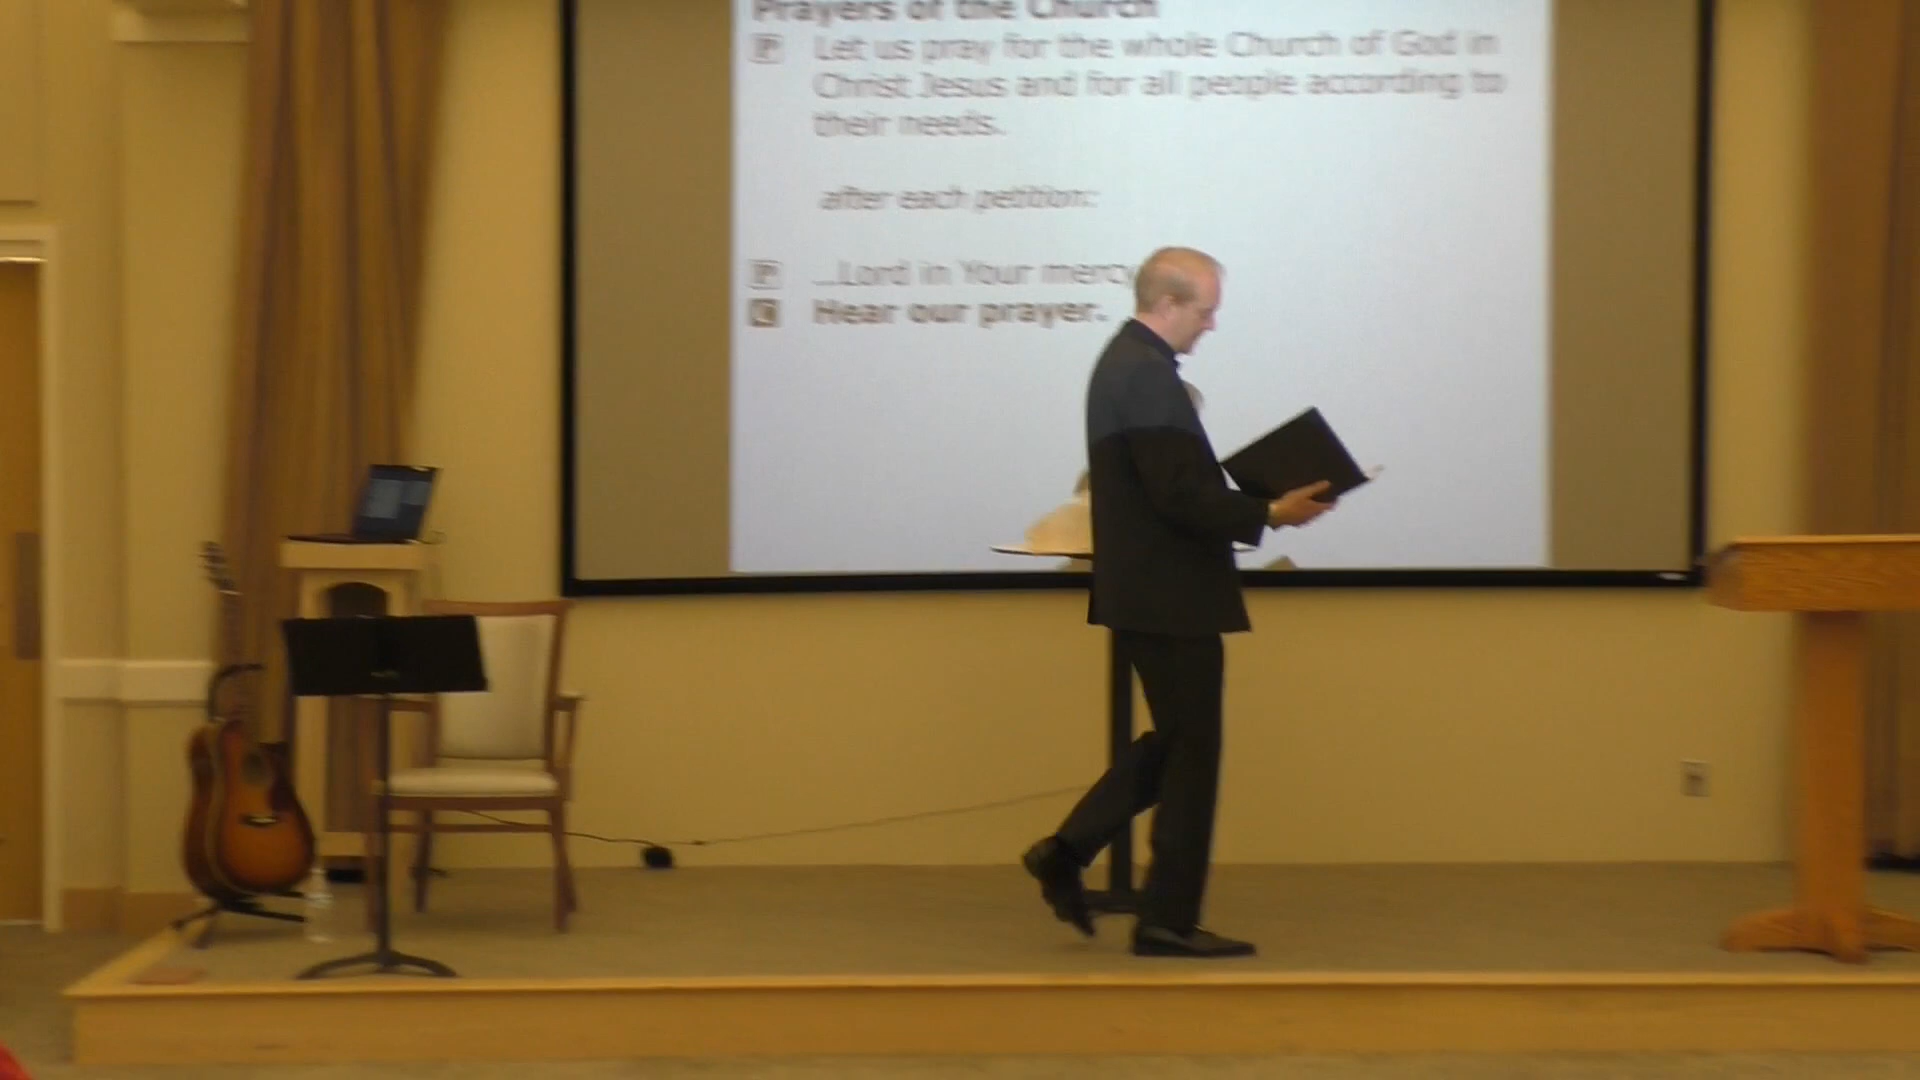 Prayers of the Church
P Let us pray for the whole Church of God in
Christ Jesus and for all people according to
their needs.
after each petition:
P ...Lord in Your mercy
C Hear our prayer.